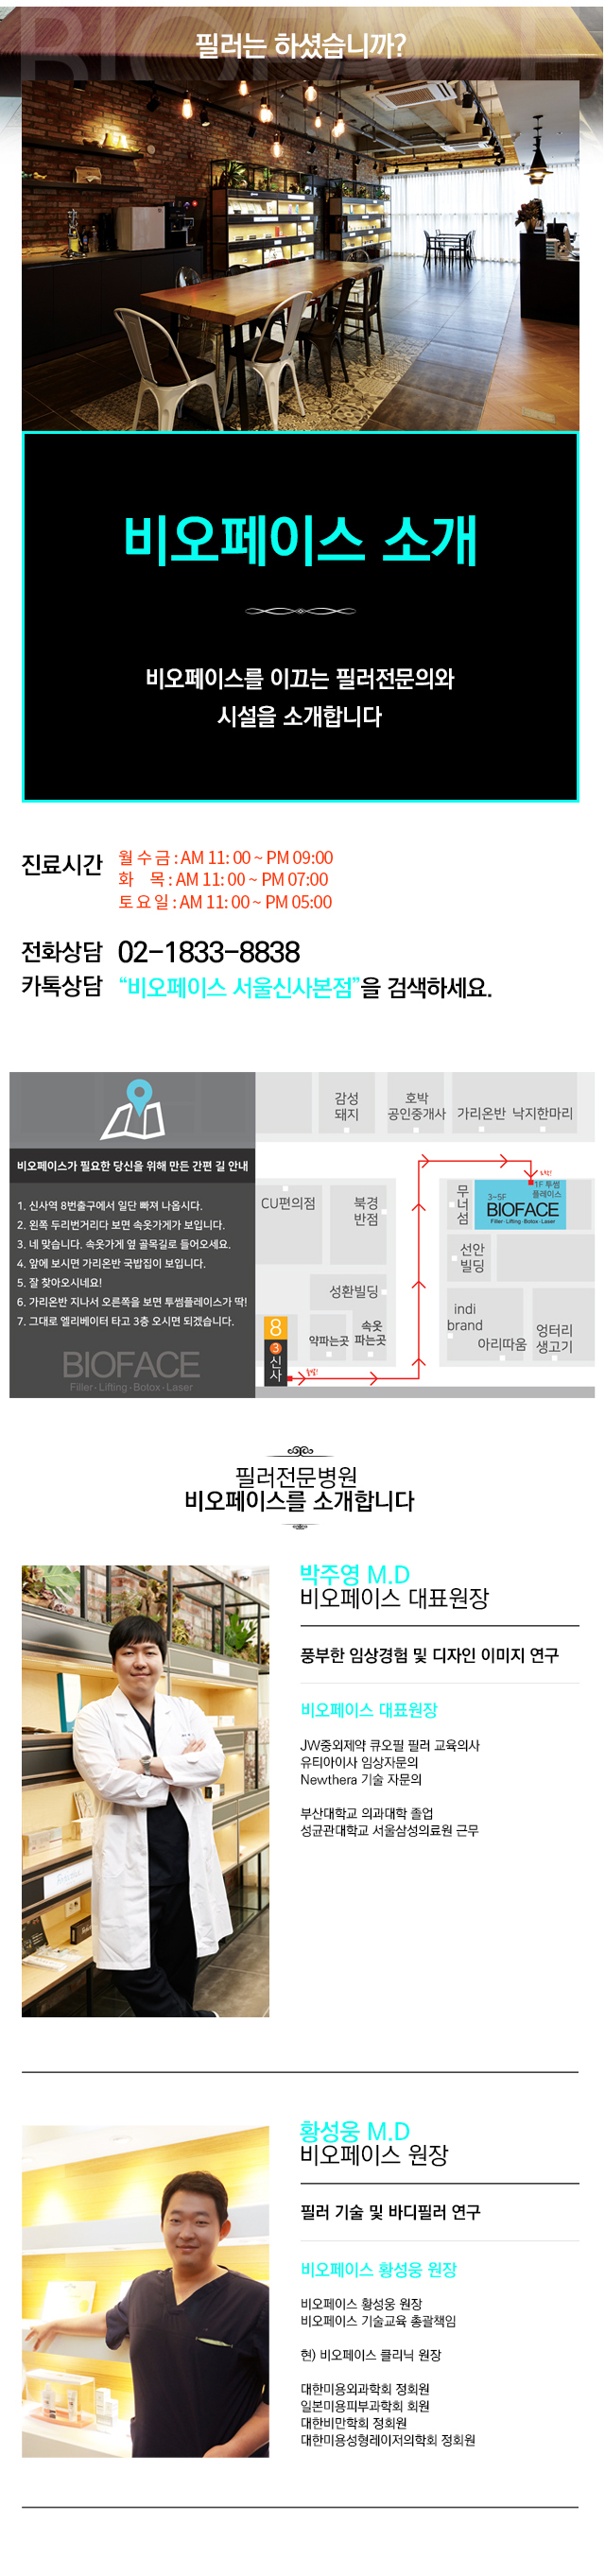 BIOFACE
필러는 하셨습니까?
비오페이스 소개
비오페이스를 이끄는 필러전문의와
시설을 소개합니다
진료시간
월 수 금 : AM 11: 00 ~ PM 09:00
화 목 : AM 11: 00 ~ PM 07:00
토 요 일 : AM 11: 00 ~ PM 05:00
전화상담 02-1833-8838
카톡상담 “비오페이스 서울신사본점”을 검색하세요.
비오페이스가 필요한 당신을 위해 만든 간편 길 안내
1. 신사역 8번출구에서 일단 빠져 나옵시다.
2. 왼쪽 두리번거리다 보면 속옷가게가 보입니다.
3. 네 맞습니다. 속옷가게 옆 골목길로 들어오세요.
4. 앞에 보시면 가리온반 국밥집이 보입니다.
5. 잘 찾아오시네요!
6. 가리온반 지나서 오른쪽을 보면 투썸플레이스가 딱!
7. 그대로 엘리베이터 타고 3층 오시면 되겠습니다.
BIOFACE
Filler · Lifting · Botox · Laser
감성
돼지
호박
공인중개사
가리온반
낙지한마리
CU편의점
북경
반점
성환빌딩
약파는곳
속옷
파는곳
8
3
신
사
무
너
섬
1F 투썸
플레이스
3~5F
BIOFACE
Filler · Lifting · Botox · Laser
선안
빌딩
indi
brand
아리따움
엉터리
생고기
필러전문병원
비오페이스를 소개합니다
박주영 M.D
비오페이스 대표원장
풍부한 임상경험 및 디자인 이미지 연구
비오페이스 대표원장
JW중외제약 큐오필 필러 교육의사
유티아이사 임상자문의
Newthera 기술 자문의
부산대학교 의과대학 졸업
성균관대학교 서울삼성의료원 근무
황성웅 M.D
비오페이스 원장
필러 기술 및 바디필러 연구
비오페이스 황성웅 원장
비오페이스 황성웅 원장
비오페이스 기술교육 총괄책임
현) 비오페이스 클리닉 원장
대한미용외과학회 정회원
일본미용피부과학회 회원
대한비만학회 정회원
대한미용성형레이저의학회 정회원